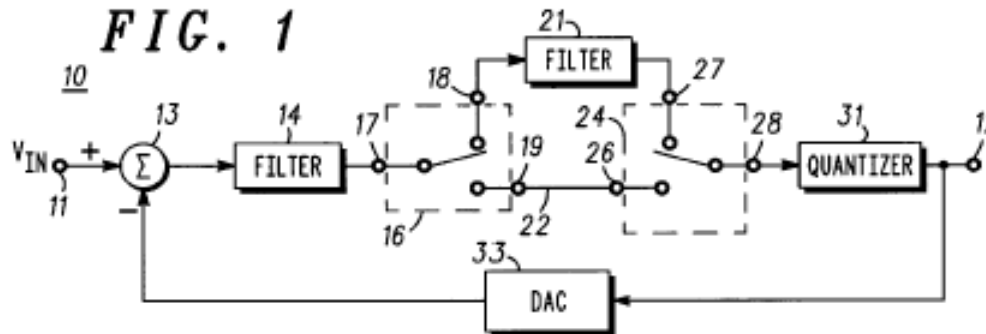 FIG. 1
10
13
14
17
18
21
27
24
28
31
V_IN
+
Σ
FILTER
FILTER
QUANTIZER
11
−
16
19
22
26
33
DAC